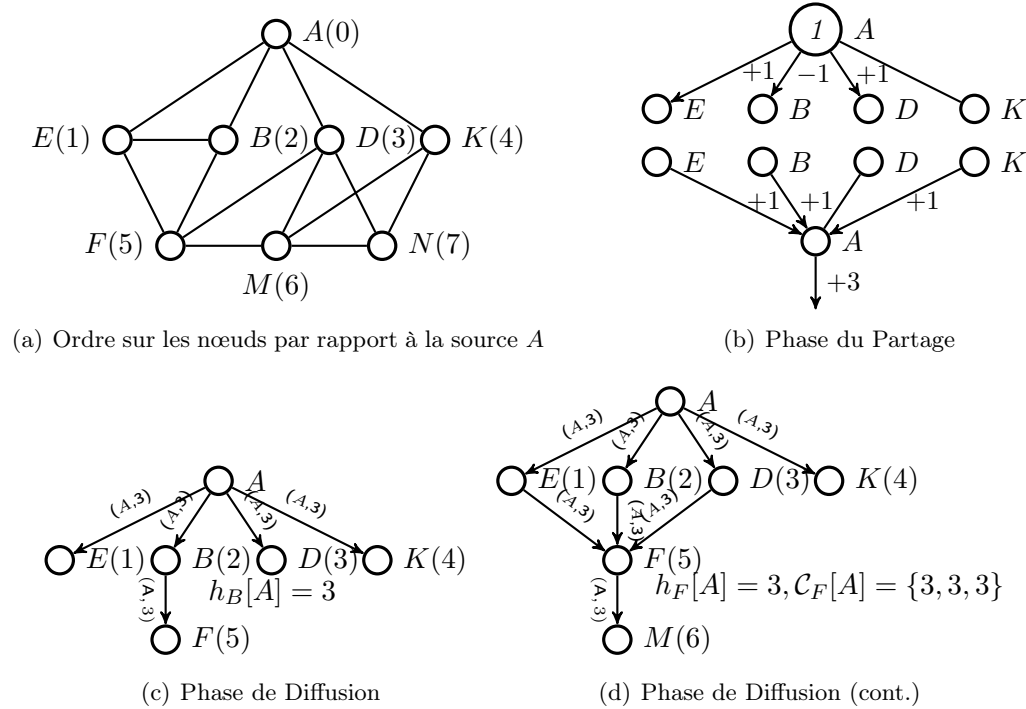 A(0)
E(1) B(2) D(3) K(4)
F(5) N(7)
M(6)
(a) Ordre sur les nœuds par rapport à la source A
1 A
+1 −1 +1
E B D K
E B D K
+1 +1 +1
A
+3
(b) Phase du Partage
A
(A,3) (A,3) (A,3) (A,3)
E(1) B(2) D(3) K(4)
(A,3) h_B[A] = 3
F(5)
(c) Phase de Diffusion
A
(A,3) (A,3) (A,3) (A,3)
E(1) B(2) D(3) K(4)
(A,3) (A,3) (A,3)
F(5)
(A,3) h_F[A] = 3, C_F[A] = {3, 3, 3}
M(6)
(d) Phase de Diffusion (cont.)